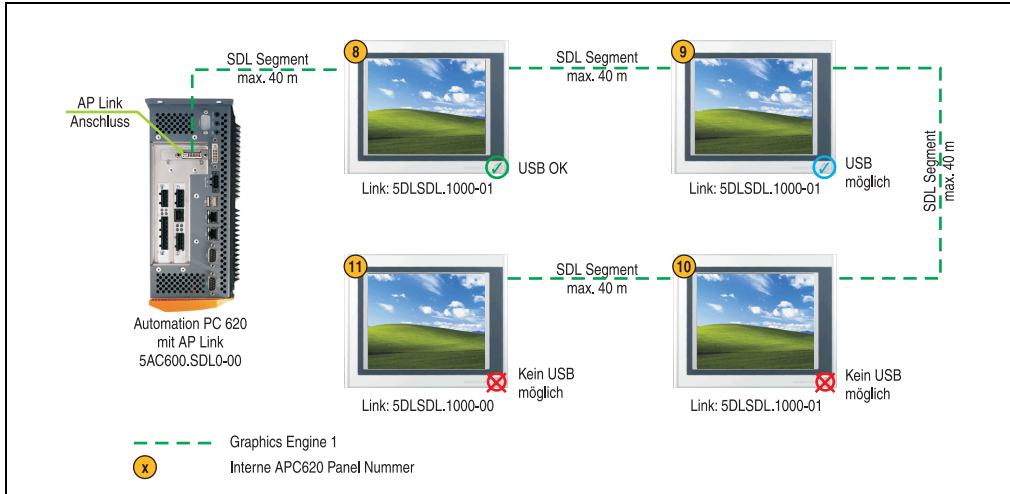 8
SDL Segment
max. 40 m
SDL Segment
max. 40 m
9
AP Link
Anschluss
USB OK
Link: 5DLSDL.1000-01
USB
möglich
Link: 5DLSDL.1000-01
SDL Segment
max. 40 m
11
SDL Segment
max. 40 m
10
Automation PC 620
mit AP Link
5AC600.SDL0-00
Kein USB
möglich
Link: 5DLSDL.1000-00
Kein USB
möglich
Link: 5DLSDL.1000-01
Graphics Engine 1
x
Interne APC620 Panel Nummer